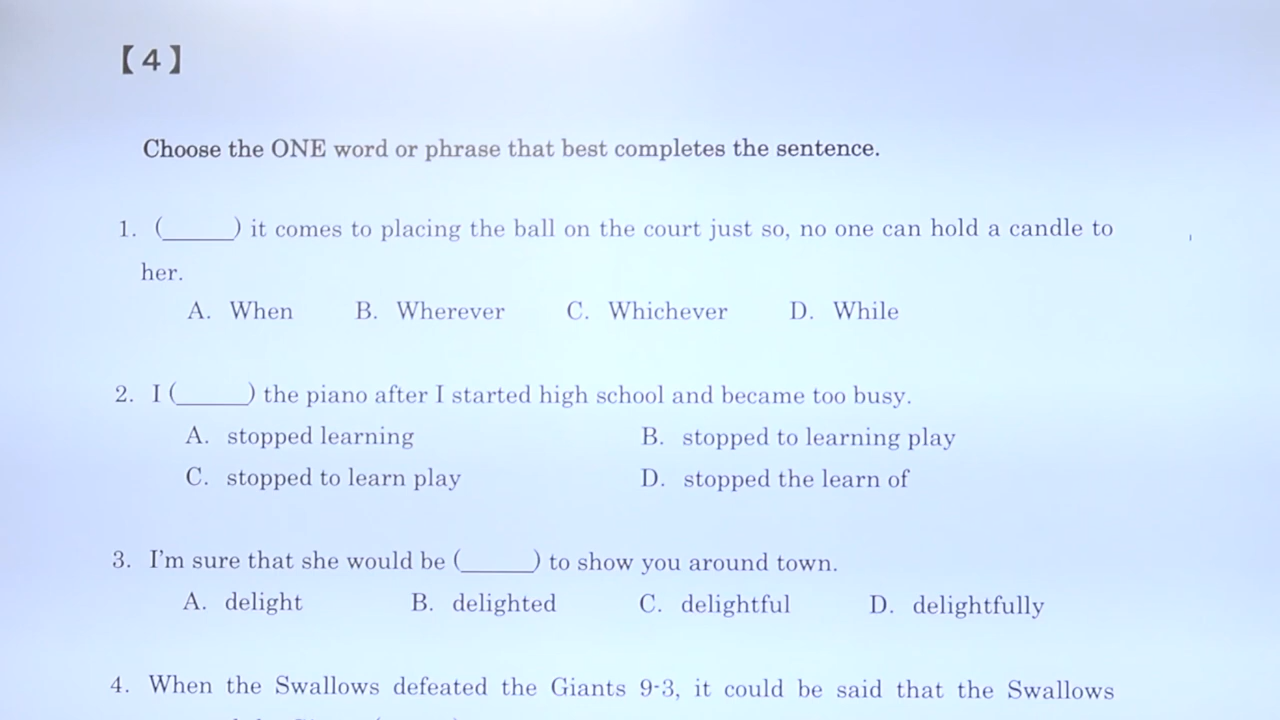 【4】
Choose the ONE word or phrase that best completes the sentence.
1. (_____) it comes to placing the ball on the court just so, no one can hold a candle to
her.
A. When B. Wherever C. Whichever D. While
2. I (_____) the piano after I started high school and became too busy.
A. stopped learning B. stopped to learning play
C. stopped to learn play D. stopped the learn of
3. I'm sure that she would be (_____) to show you around town.
A. delight B. delighted C. delightful D. delightfully
4. When the Swallows defeated the Giants 9-3, it could be said that the Swallows